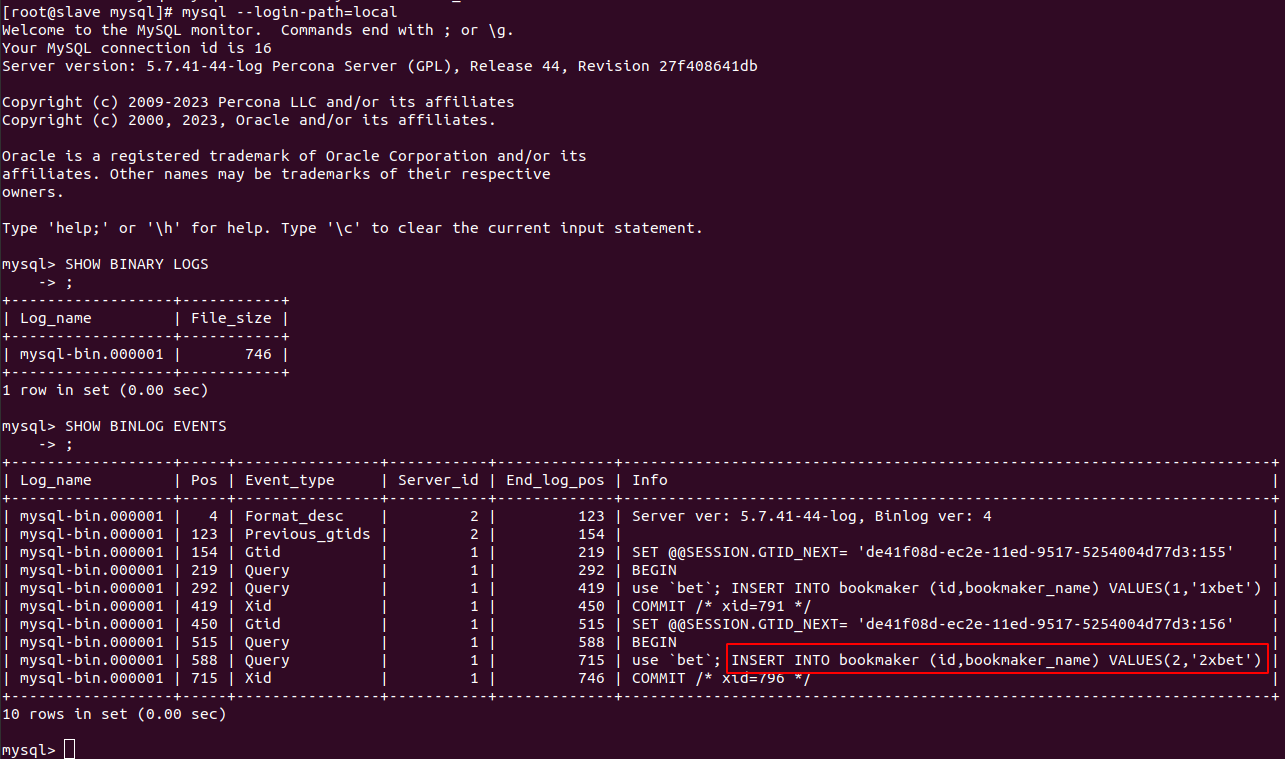 [root@slave mysql]# mysql --login-path=local
Welcome to the MySQL monitor.  Commands end with ; or \g.
Your MySQL connection id is 16
Server version: 5.7.41-44-log Percona Server (GPL), Release 44, Revision 27f408641db

Copyright (c) 2009-2023 Percona LLC and/or its affiliates
Copyright (c) 2000, 2023, Oracle and/or its affiliates.

Oracle is a registered trademark of Oracle Corporation and/or its
affiliates. Other names may be trademarks of their respective
owners.

Type 'help;' or '\h' for help. Type '\c' to clear the current input statement.

mysql> SHOW BINARY LOGS
    -> ;
+------------------+-----------+
| Log_name         | File_size |
+------------------+-----------+
| mysql-bin.000001 |       746 |
+------------------+-----------+
1 row in set (0.00 sec)

mysql> SHOW BINLOG EVENTS
    -> ;
+------------------+-----+----------------+-----------+-------------+------------------------------------------------------------------------+
| Log_name         | Pos | Event_type     | Server_id | End_log_pos | Info                                                                   |
+------------------+-----+----------------+-----------+-------------+------------------------------------------------------------------------+
| mysql-bin.000001 |   4 | Format_desc    |         2 |         123 | Server ver: 5.7.41-44-log, Binlog ver: 4                               |
| mysql-bin.000001 | 123 | Previous_gtids |         2 |         154 |                                                                        |
| mysql-bin.000001 | 154 | Gtid           |         1 |         219 | SET @@SESSION.GTID_NEXT= 'de41f08d-ec2e-11ed-9517-5254004d77d3:155'    |
| mysql-bin.000001 | 219 | Query          |         1 |         292 | BEGIN                                                                  |
| mysql-bin.000001 | 292 | Query          |         1 |         419 | use `bet`; INSERT INTO bookmaker (id,bookmaker_name) VALUES(1,'1xbet') |
| mysql-bin.000001 | 419 | Xid            |         1 |         450 | COMMIT /* xid=791 */                                                   |
| mysql-bin.000001 | 450 | Gtid           |         1 |         515 | SET @@SESSION.GTID_NEXT= 'de41f08d-ec2e-11ed-9517-5254004d77d3:156'    |
| mysql-bin.000001 | 515 | Query          |         1 |         588 | BEGIN                                                                  |
| mysql-bin.000001 | 588 | Query          |         1 |         715 | use `bet`; INSERT INTO bookmaker (id,bookmaker_name) VALUES(2,'2xbet') |
| mysql-bin.000001 | 715 | Xid            |         1 |         746 | COMMIT /* xid=796 */                                                   |
+------------------+-----+----------------+-----------+-------------+------------------------------------------------------------------------+
10 rows in set (0.00 sec)

mysql>